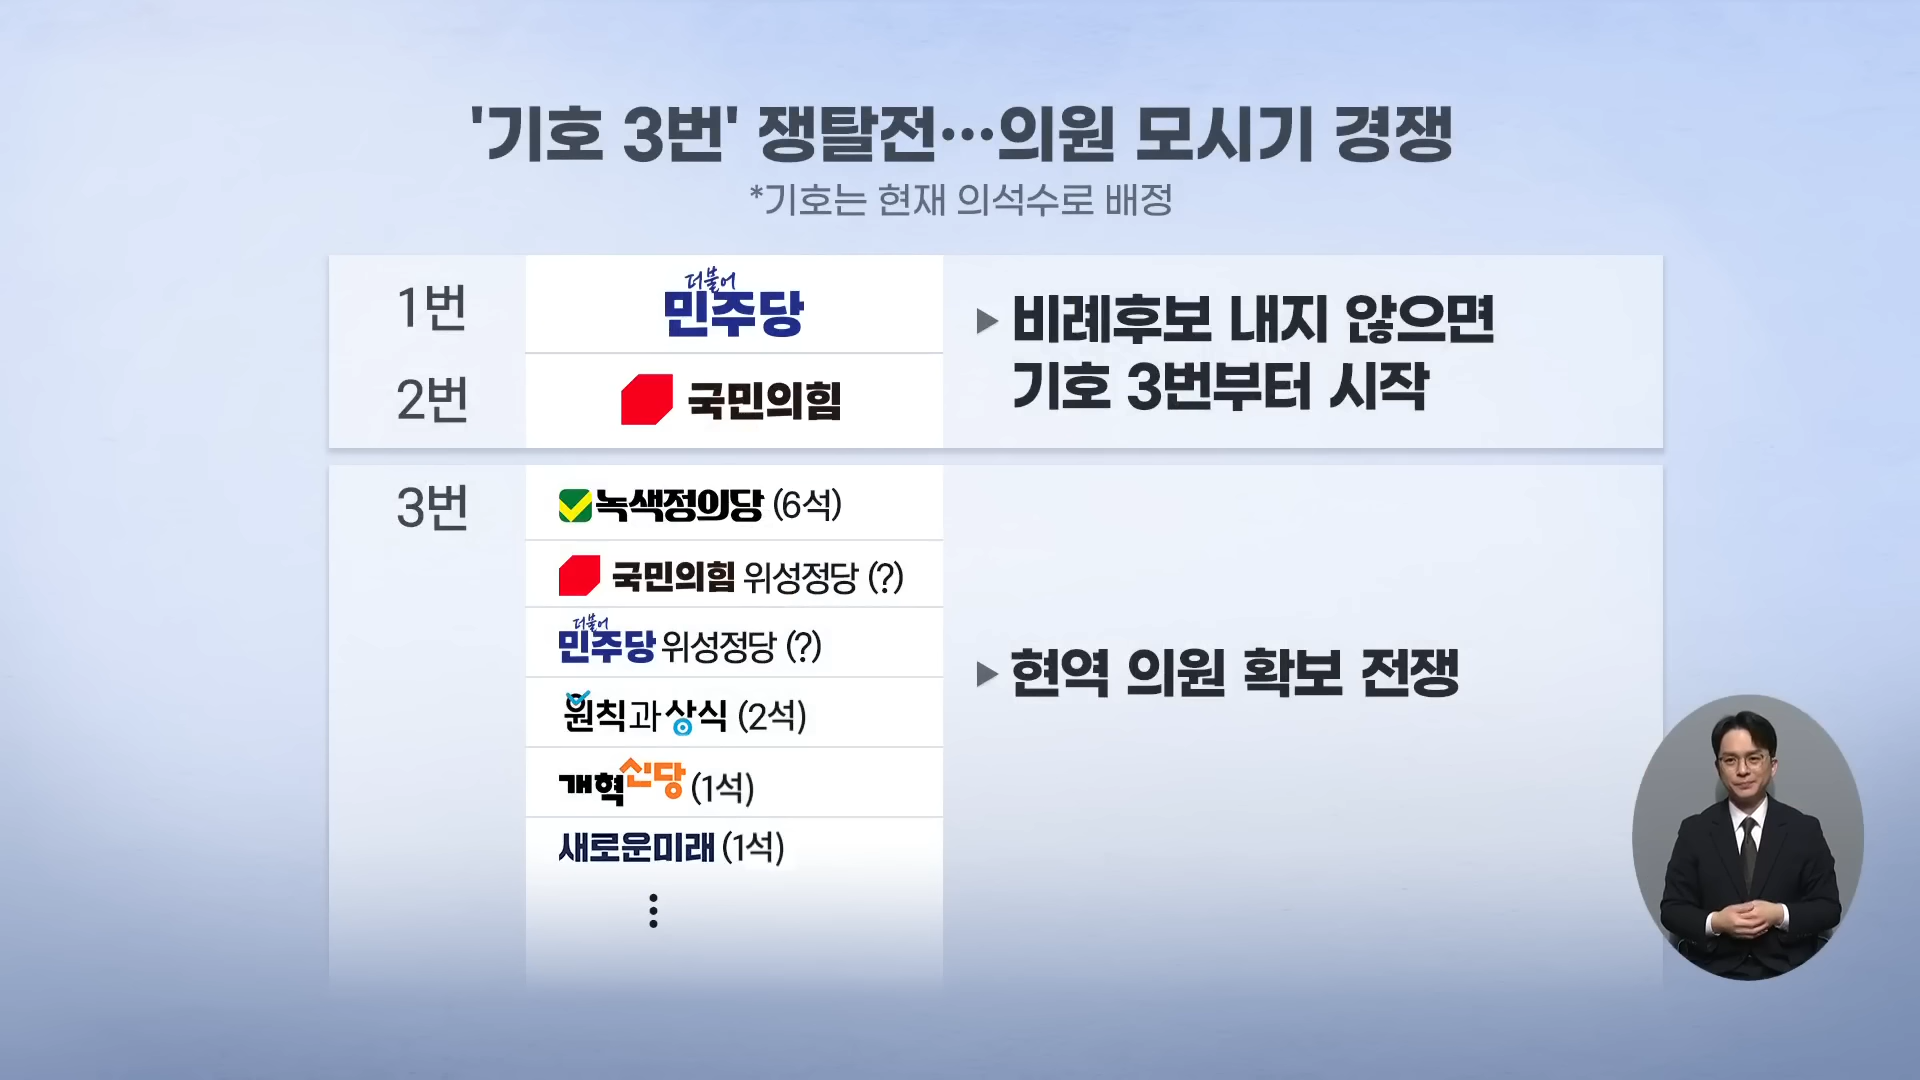 '기호 3번' 쟁탈전…의원 모시기 경쟁
*기호는 현재 의석수로 배정
1번
더불어
민주당
2번
국민의힘
▶비례후보 내지 않으면
기호 3번부터 시작
3번
녹색정의당 (6석)
국민의힘 위성정당 (?)
더불어
민주당 위성정당 (?)
원칙과상식 (2석)
개혁신당 (1석)
새로운미래 (1석)
⋮
▶현역 의원 확보 전쟁